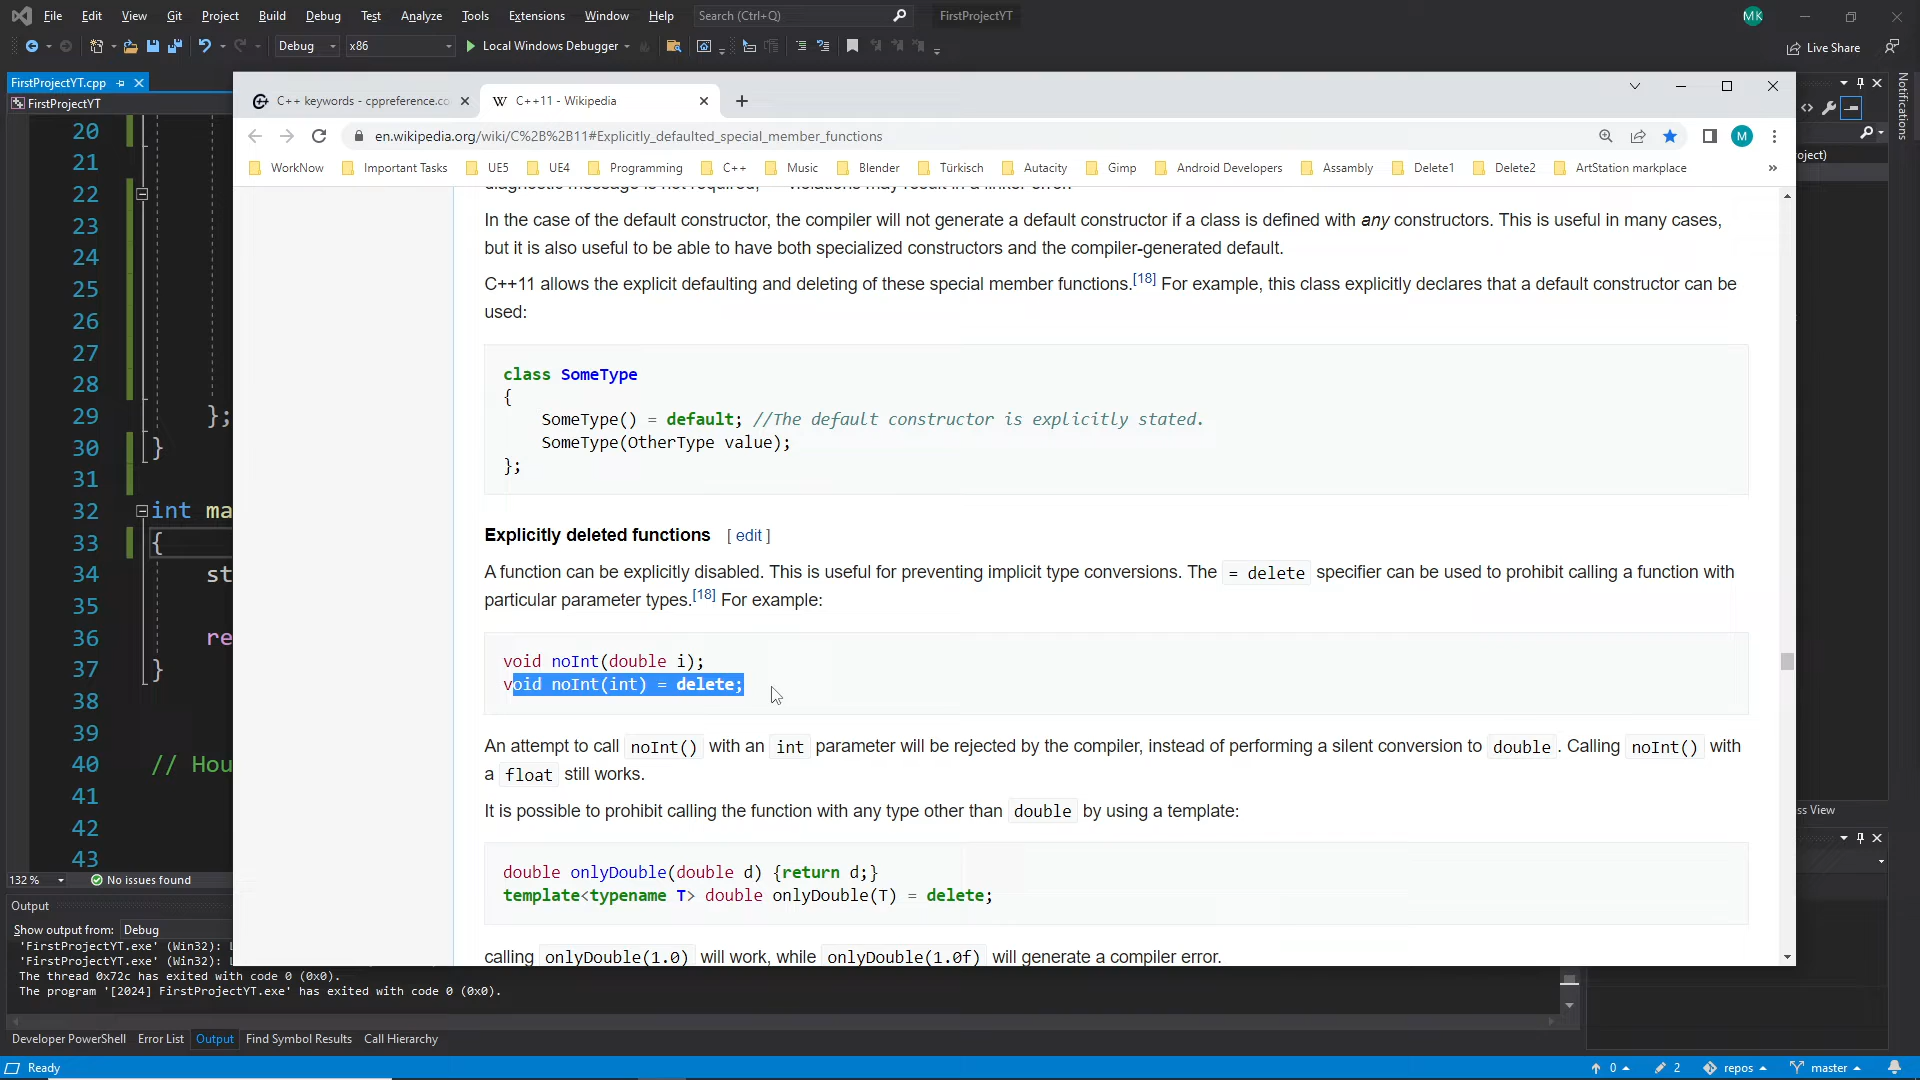 File Edit View Git Project Build Debug Test Analyze Tools Extensions Window Help Search (Ctrl+Q) FirstProjectYT MK
Debug x86 Local Windows Debugger Live Share
FirstProjectYT.cpp
FirstProjectYT
C++ keywords - cppreference.co C++11 - Wikipedia
en.wikipedia.org/wiki/C%2B%2B11#Explicitly_defaulted_special_member_functions M
WorkNow Important Tasks UE5 UE4 Programming C++ Music Blender Türkisch Autacity Gimp Android Developers Assambly Delete1 Delete2 ArtStation markplace »
Notifications
oject)
20
21
22
23
24
25
26
27
28
29 };
30 }
31
32 int ma
33 {
34 st
35
36 re
37 }
38
39
40 // Hou
41
42
43
diagnostic message is not required, violations may result in a linker error.
In the case of the default constructor, the compiler will not generate a default constructor if a class is defined with any constructors. This is useful in many cases,
but it is also useful to be able to have both specialized constructors and the compiler-generated default.
C++11 allows the explicit defaulting and deleting of these special member functions.[18] For example, this class explicitly declares that a default constructor can be
used:
class SomeType
{
SomeType() = default; //The default constructor is explicitly stated.
SomeType(OtherType value);
};
Explicitly deleted functions [ edit ]
A function can be explicitly disabled. This is useful for preventing implicit type conversions. The = delete specifier can be used to prohibit calling a function with
particular parameter types.[18] For example:
void noInt(double i);
void noInt(int) = delete;
An attempt to call noInt() with an int parameter will be rejected by the compiler, instead of performing a silent conversion to double . Calling noInt() with
a float still works.
It is possible to prohibit calling the function with any type other than double by using a template:
double onlyDouble(double d) {return d;}
template<typename T> double onlyDouble(T) = delete;
calling onlyDouble(1.0) will work, while onlyDouble(1.0f) will generate a compiler error.
ss View
132 % No issues found
Output
Show output from: Debug
'FirstProjectYT.exe' (Win32): L
'FirstProjectYT.exe' (Win32): L
The thread 0x72c has exited with code 0 (0x0).
The program '[2024] FirstProjectYT.exe' has exited with code 0 (0x0).
Developer PowerShell Error List Output Find Symbol Results Call Hierarchy
Ready 0 2 repos master